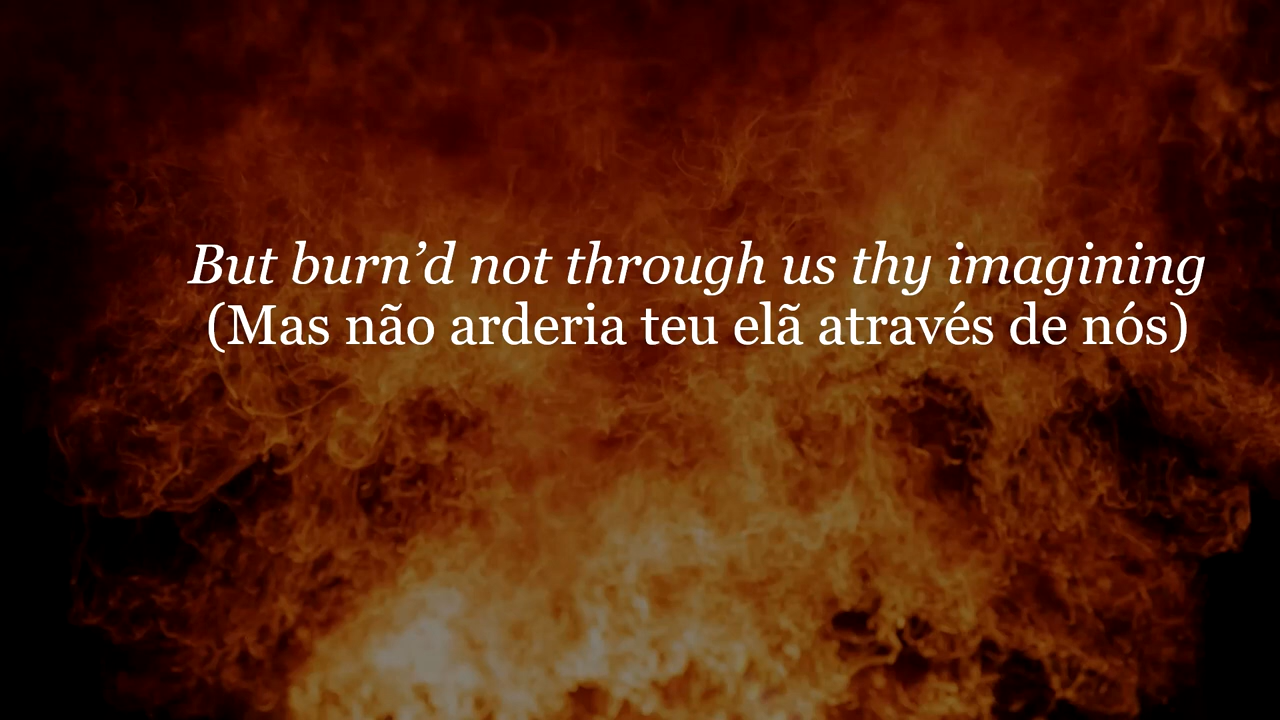 But burn’d not through us thy imagining
(Mas não arderia teu elã através de nós)